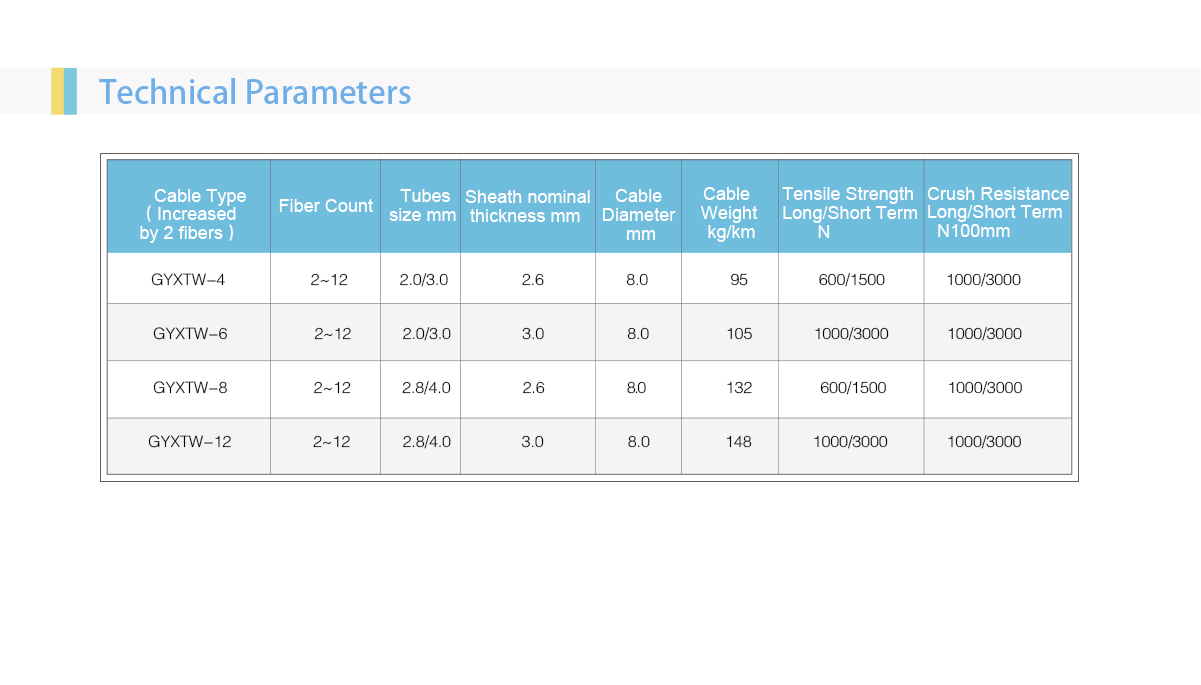 Technical Parameters
Cable Type
( Increased
by 2 fibers )
Fiber Count
Tubes
size mm
Sheath nominal
thickness mm
Cable
Diameter
mm
Cable
Weight
kg/km
Tensile Strength
Long/Short Term
N
Crush Resistance
Long/Short Term
N100mm
GYXTW–4 2~12 2.0/3.0 2.6 8.0 95 600/1500 1000/3000
GYXTW–6 2~12 2.0/3.0 3.0 8.0 105 1000/3000 1000/3000
GYXTW–8 2~12 2.8/4.0 2.6 8.0 132 600/1500 1000/3000
GYXTW–12 2~12 2.8/4.0 3.0 8.0 148 1000/3000 1000/3000